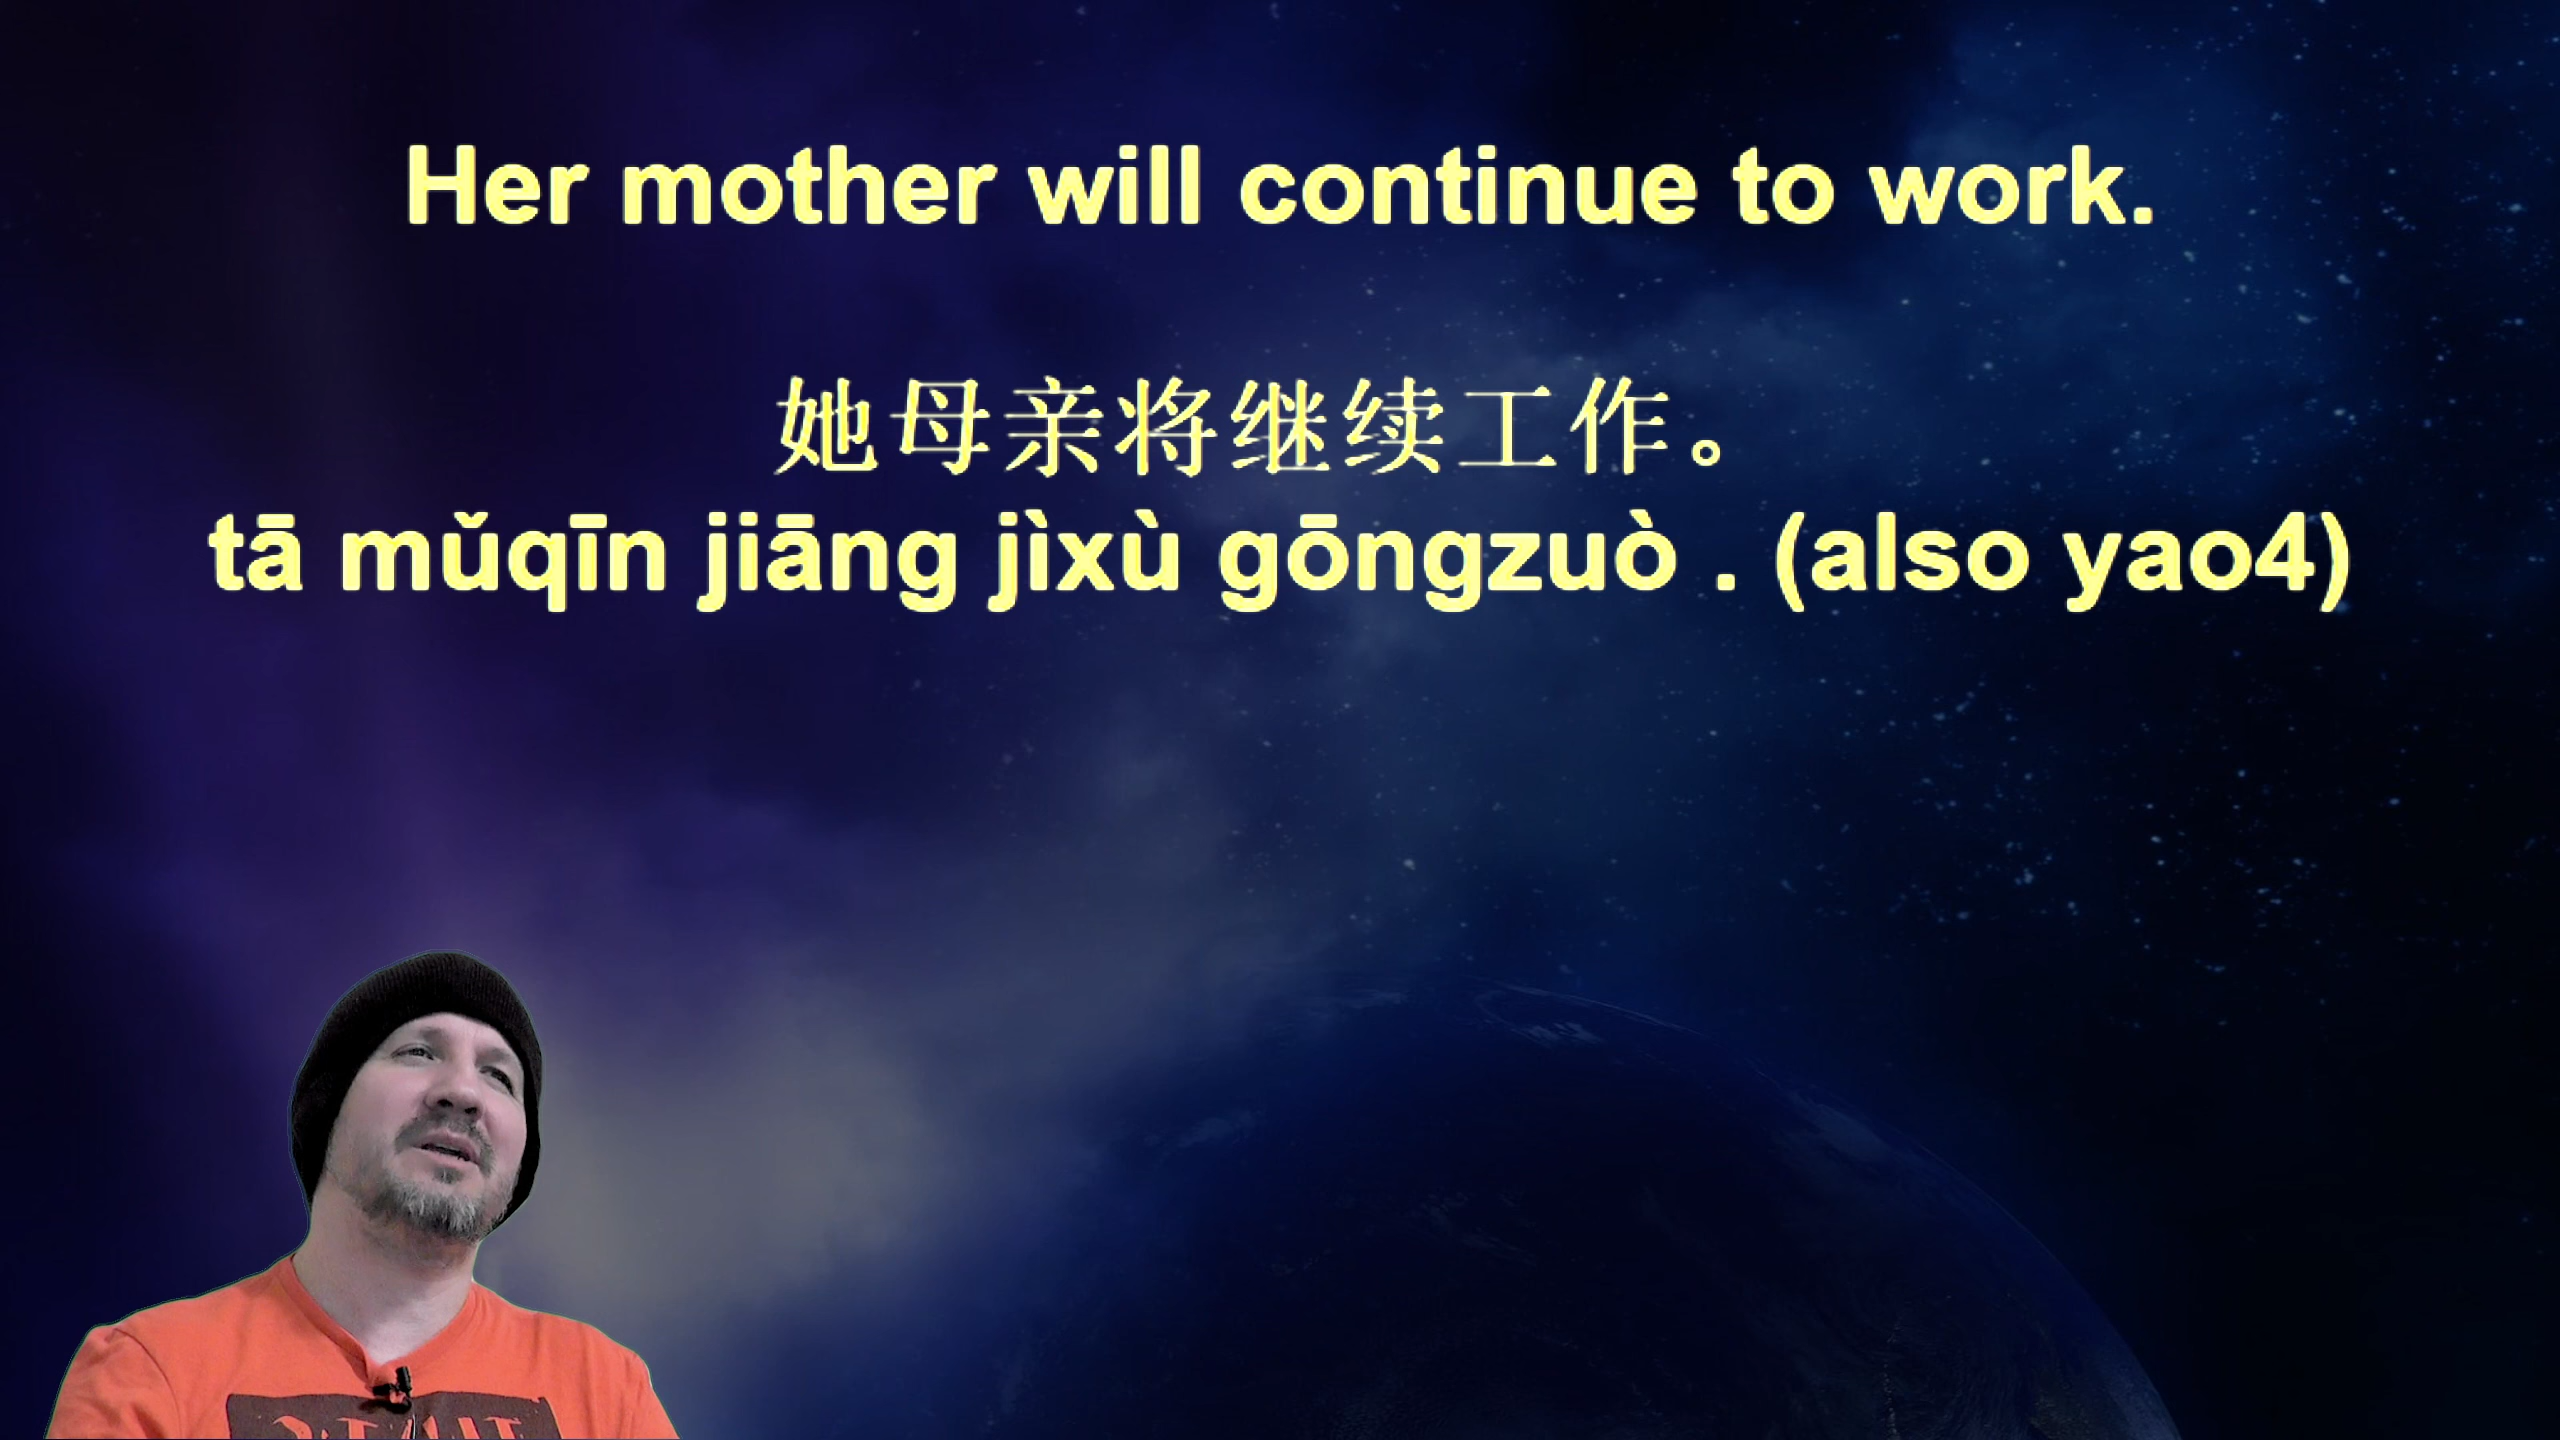 Her mother will continue to work.
她母亲将继续工作。
tā mǔqīn jiāng jìxù gōngzuò . (also yao4)